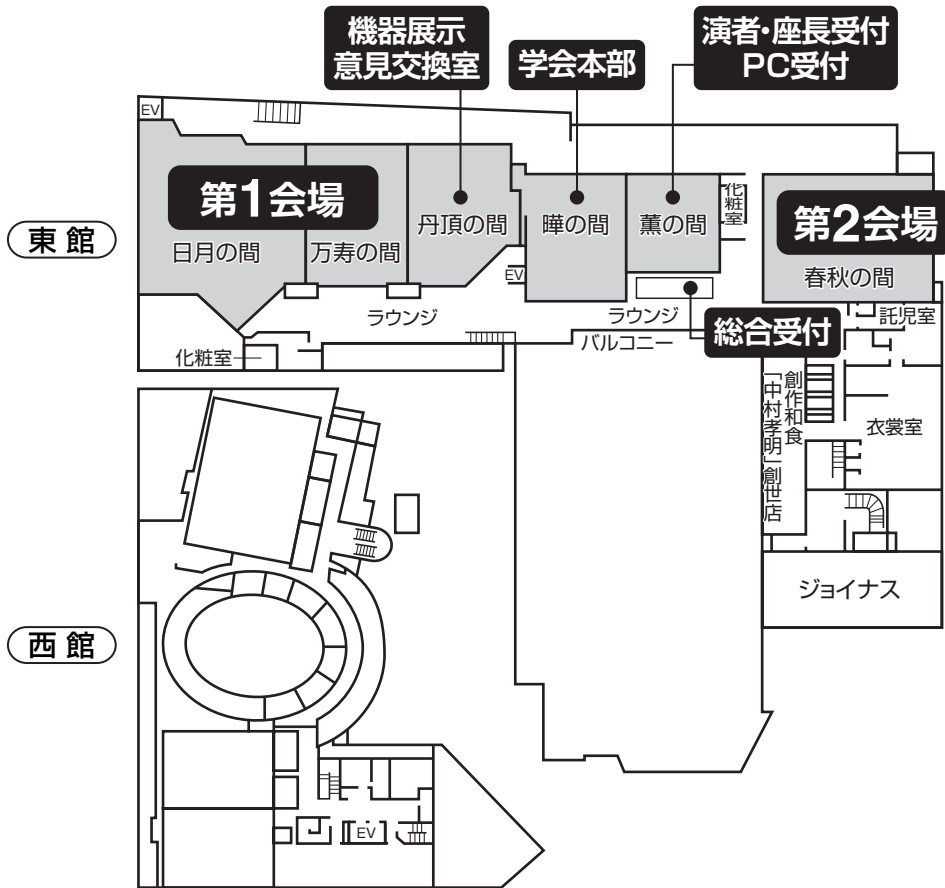 機器展示
意見交換室
学会本部
演者・座長受付
PC受付
EV
第1会場
日月の間
万寿の間
丹頂の間
曄の間
薫の間
化粧室
第2会場
春秋の間
東 館
EV
ラウンジ
ラウンジ
総合受付
託児室
バルコニー
化粧室
創作和食
「中村孝明」創世店
衣裳室
ジョイナス
西 館
EV